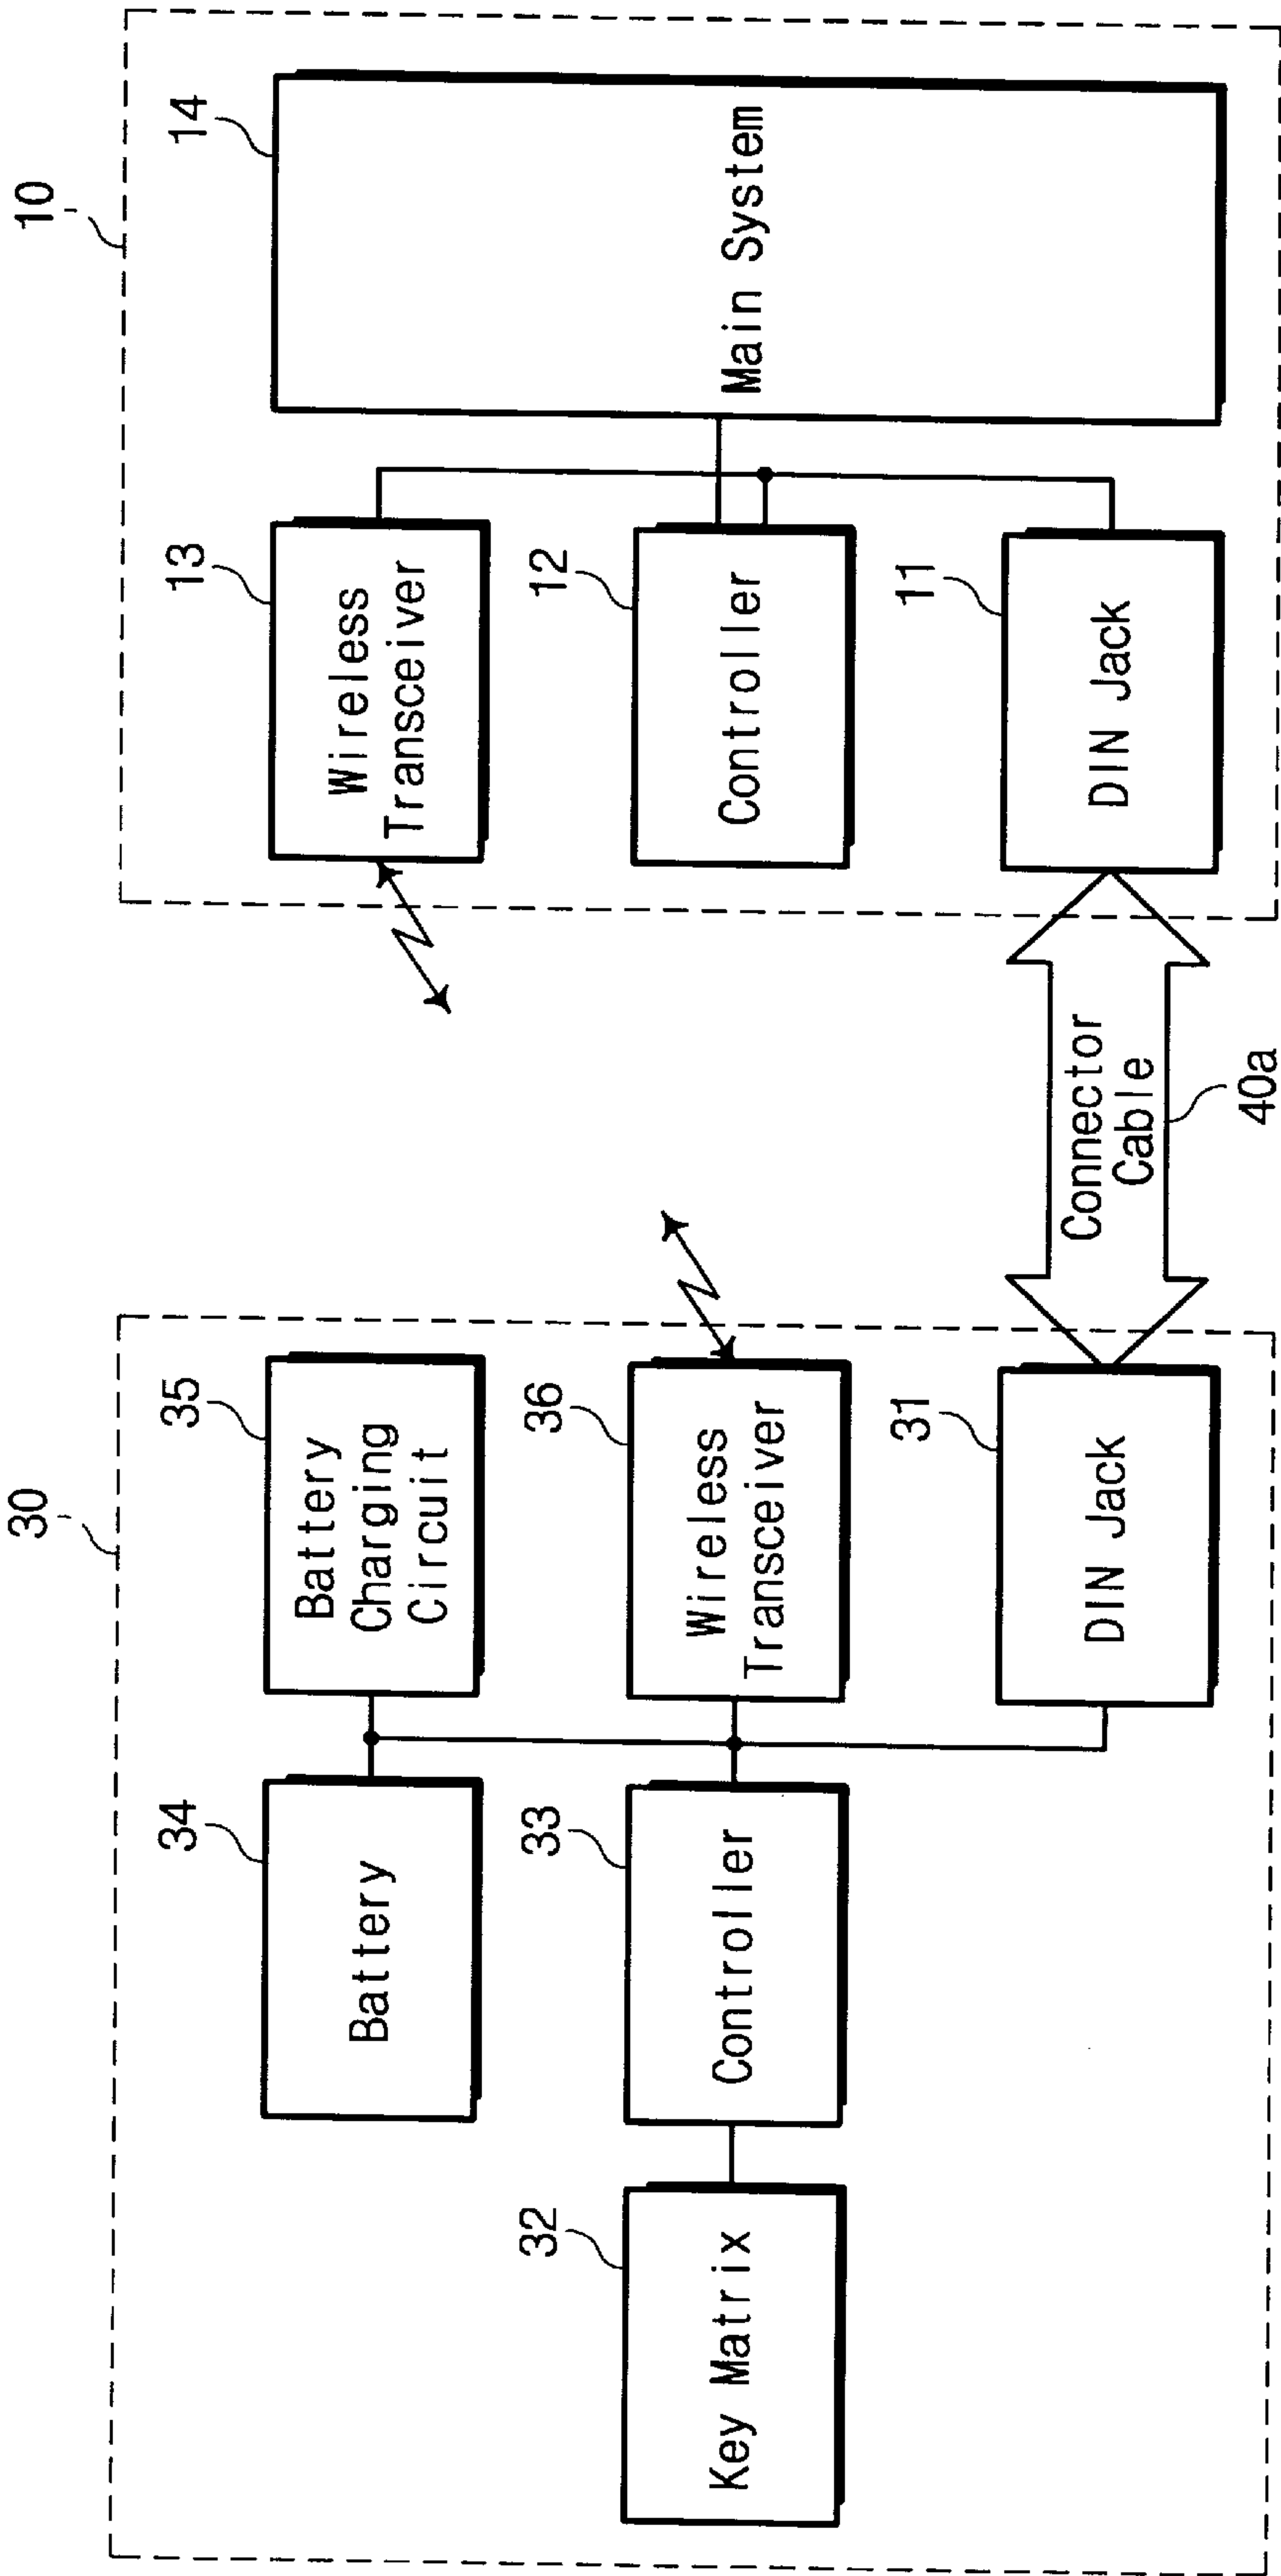 30
34
Battery
35
Battery
Charging
Circuit
32
Key Matrix
33
Controller
36
Wireless
Transceiver
31
DIN Jack
Connector
Cable
40a
10
13
Wireless
Transceiver
12
Controller
11
DIN Jack
14
Main System